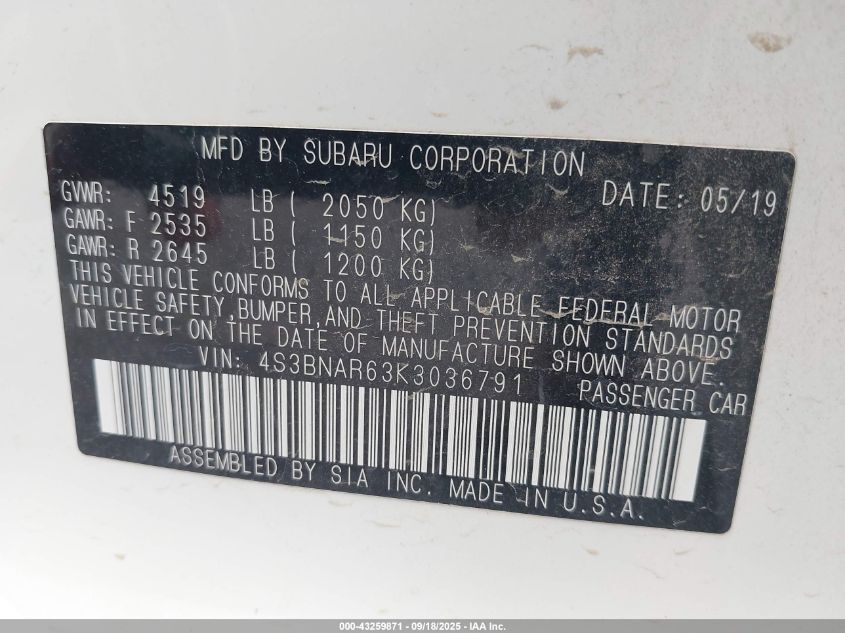 MFD BY SUBARU CORPORATION
DATE: 05/19
GVWR: 4519 LB ( 2050 KG)
GAWR: F 2535 LB ( 1150 KG)
GAWR: R 2645 LB ( 1200 KG)
THIS VEHICLE CONFORMS TO ALL APPLICABLE FEDERAL MOTOR
VEHICLE SAFETY, BUMPER, AND THEFT PREVENTION STANDARDS
IN EFFECT ON THE DATE OF MANUFACTURE SHOWN ABOVE.
VIN: 4S3BNAR63K3036791
PASSENGER CAR
ASSEMBLED BY SIA INC. MADE IN U.S.A.
000-43259871 - 09/18/2025 - IAA Inc.